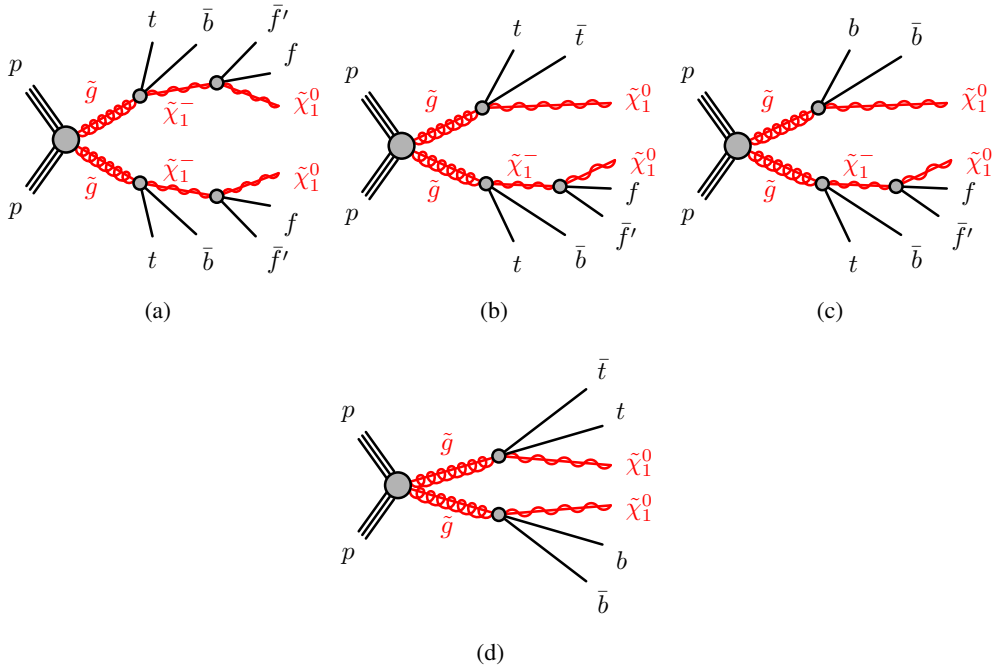 t b̄ f̄′
p f
g̃ χ̃₁⁻ χ̃₁⁰
g̃ χ̃₁⁻ χ̃₁⁰
p f
t b̄ f̄′
(a)
t t̄
p
g̃ χ̃₁⁰
g̃ χ̃₁⁻ χ̃₁⁰
p f
t b̄ f̄′
(b)
b b̄
p
g̃ χ̃₁⁰
g̃ χ̃₁⁻ χ̃₁⁰
p f
t b̄ f̄′
(c)
t̄
p t
g̃ χ̃₁⁰
g̃ χ̃₁⁰
p b
b̄
(d)